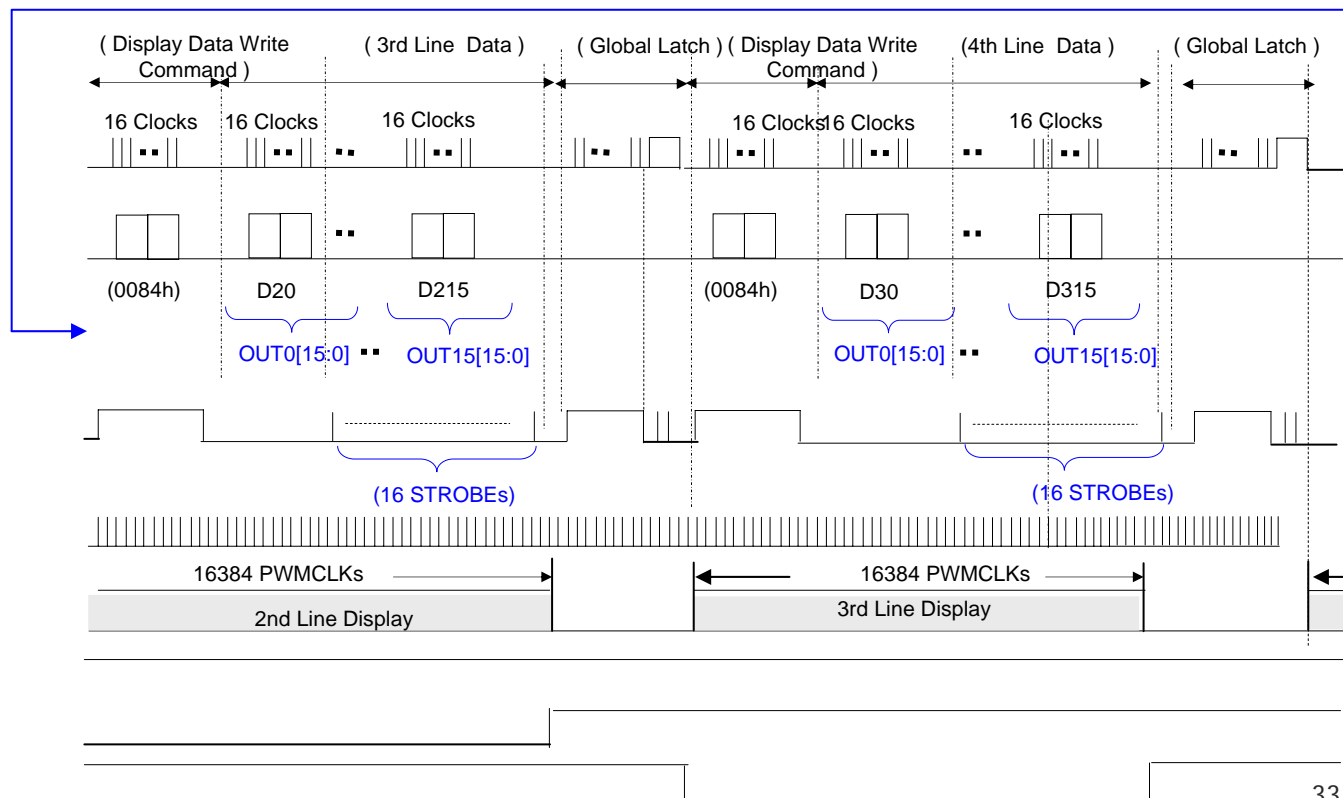 ( Display Data Write Command )
( 3rd Line Data )
( Global Latch )
( Display Data Write Command )
(4th Line Data )
( Global Latch )
16 Clocks
16 Clocks
16 Clocks
16 Clocks
16 Clocks
16 Clocks
(0084h)
D20
D215
(0084h)
D30
D315
OUT0[15:0]
OUT15[15:0]
OUT0[15:0]
OUT15[15:0]
(16 STROBEs)
(16 STROBEs)
16384 PWMCLKs
16384 PWMCLKs
2nd Line Display
3rd Line Display
33